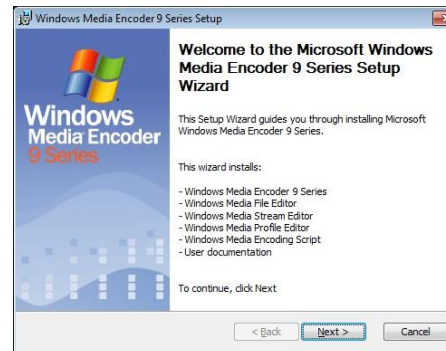 Windows Media Encoder 9 Series Setup
Windows
Media Encoder
9 Series
Welcome to the Microsoft Windows
Media Encoder 9 Series Setup
Wizard
This Setup Wizard guides you through installing Microsoft
Windows Media Encoder 9 Series.
This wizard installs:
- Windows Media Encoder 9 Series
- Windows Media File Editor
- Windows Media Stream Editor
- Windows Media Profile Editor
- Windows Media Encoding Script
- User documentation
To continue, click Next
< Back
Next >
Cancel